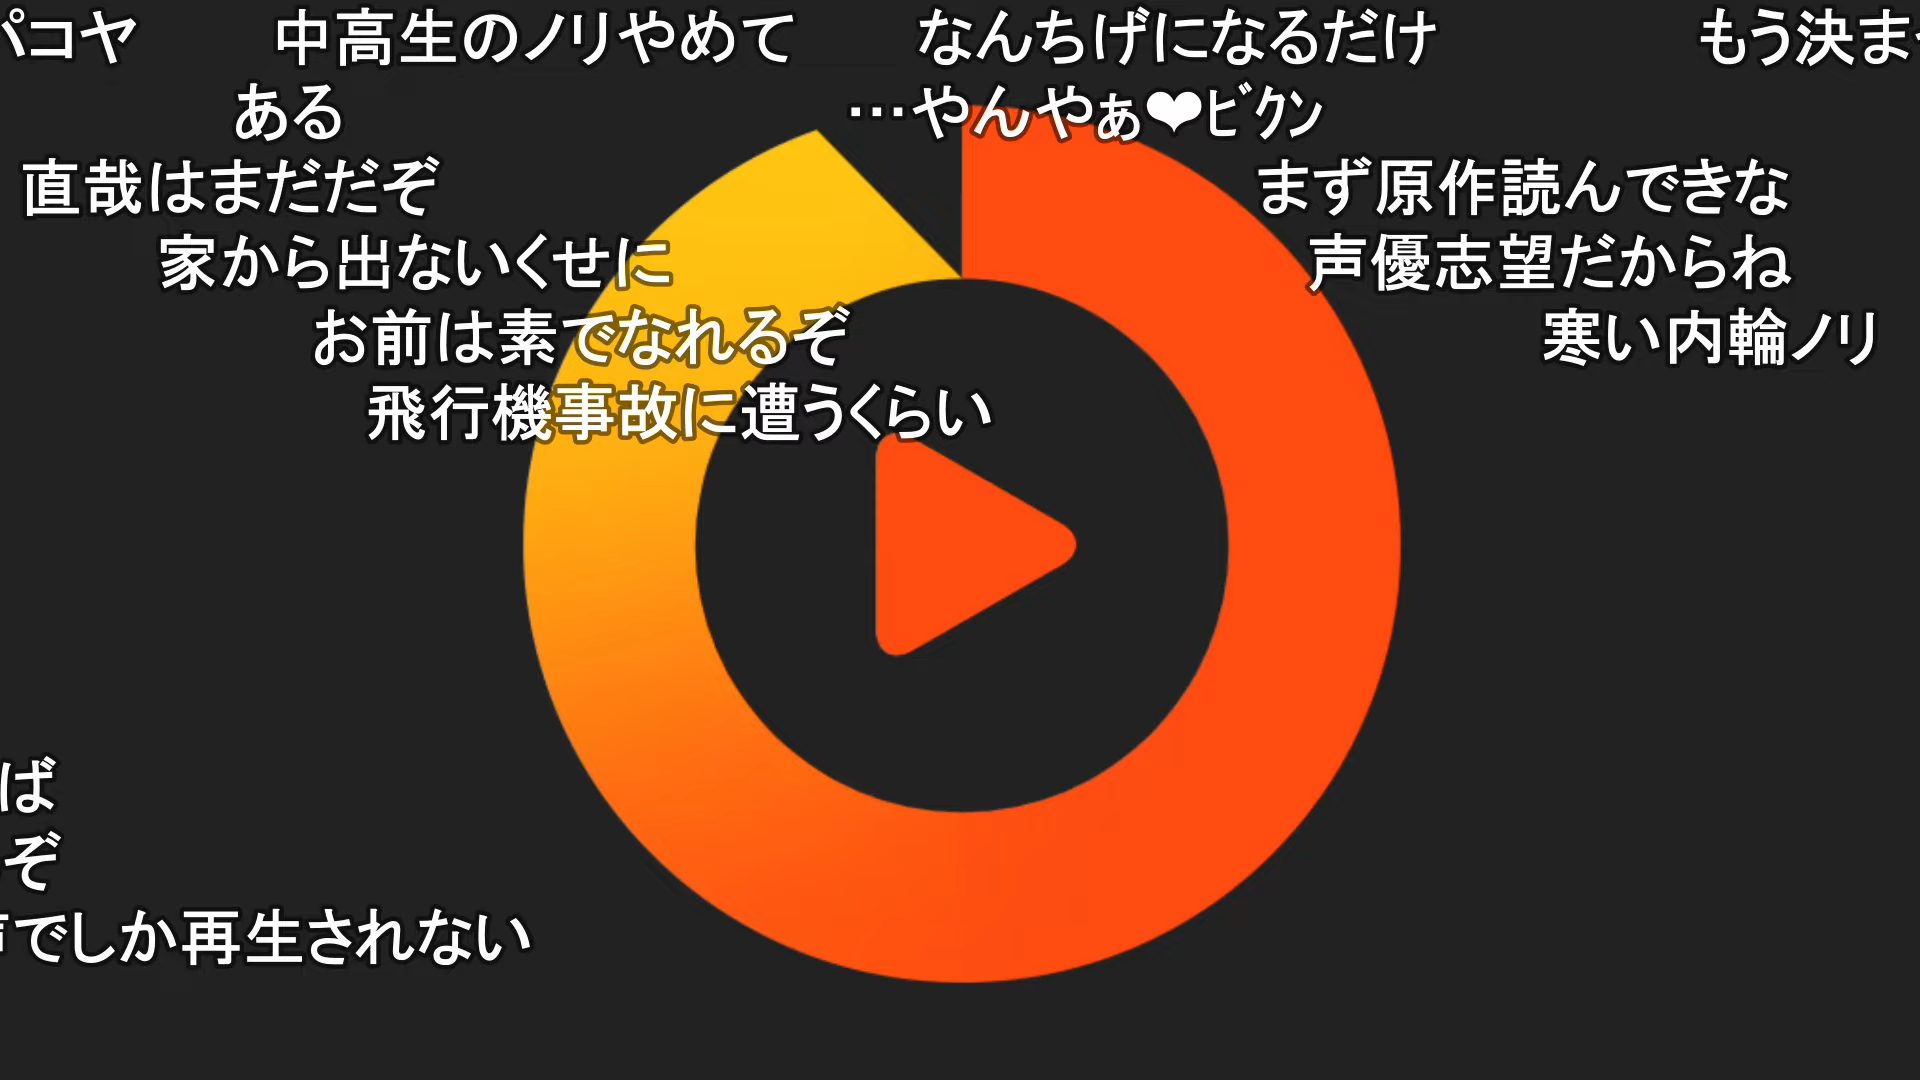 パコヤ 中高生のノリやめて なんちげになるだけ もう決ま
ある …やんやぁ❤ﾋﾞｸﾝ
直哉はまだだぞ まず原作読んできな
家から出ないくせに 声優志望だからね
お前は素でなれるぞ 寒い内輪ノリ
飛行機事故に遭うくらい
ば
ぞ
声でしか再生されない